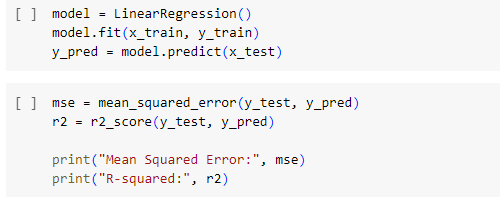 [ ] model = LinearRegression()
model.fit(x_train, y_train)
y_pred = model.predict(x_test)
[ ] mse = mean_squared_error(y_test, y_pred)
r2 = r2_score(y_test, y_pred)
print("Mean Squared Error:", mse)
print("R-squared:", r2)